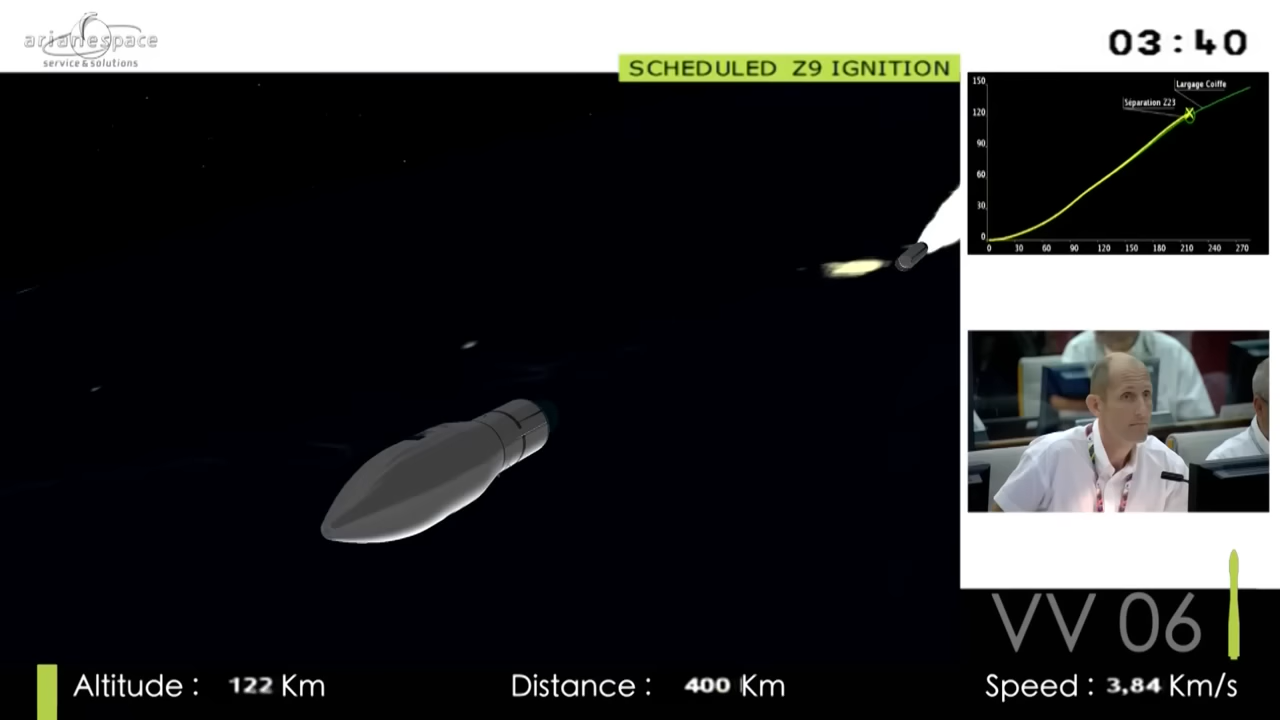 arianespace
service & solutions
03:40
SCHEDULED Z9 IGNITION
150
120
90
60
30
0
Largage Coiffe
Séparation Z23
0 30 60 90 120 150 180 210 240 270
VV 06
Altitude : 122 Km
Distance : 400 Km
Speed : 3,84 Km/s